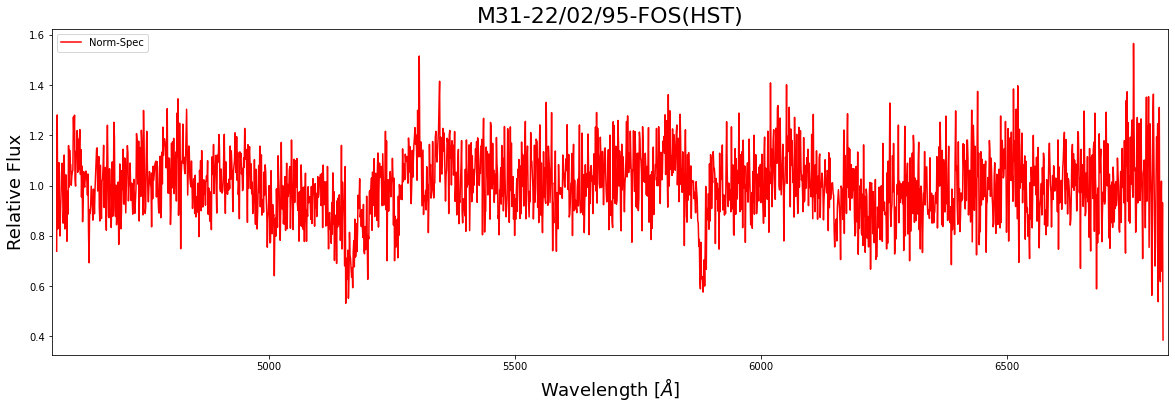 M31-22/02/95-FOS(HST)
Norm-Spec
Relative Flux
1.6
1.4
1.2
1.0
0.8
0.6
0.4
5000 5500 6000 6500
Wavelength [Å]